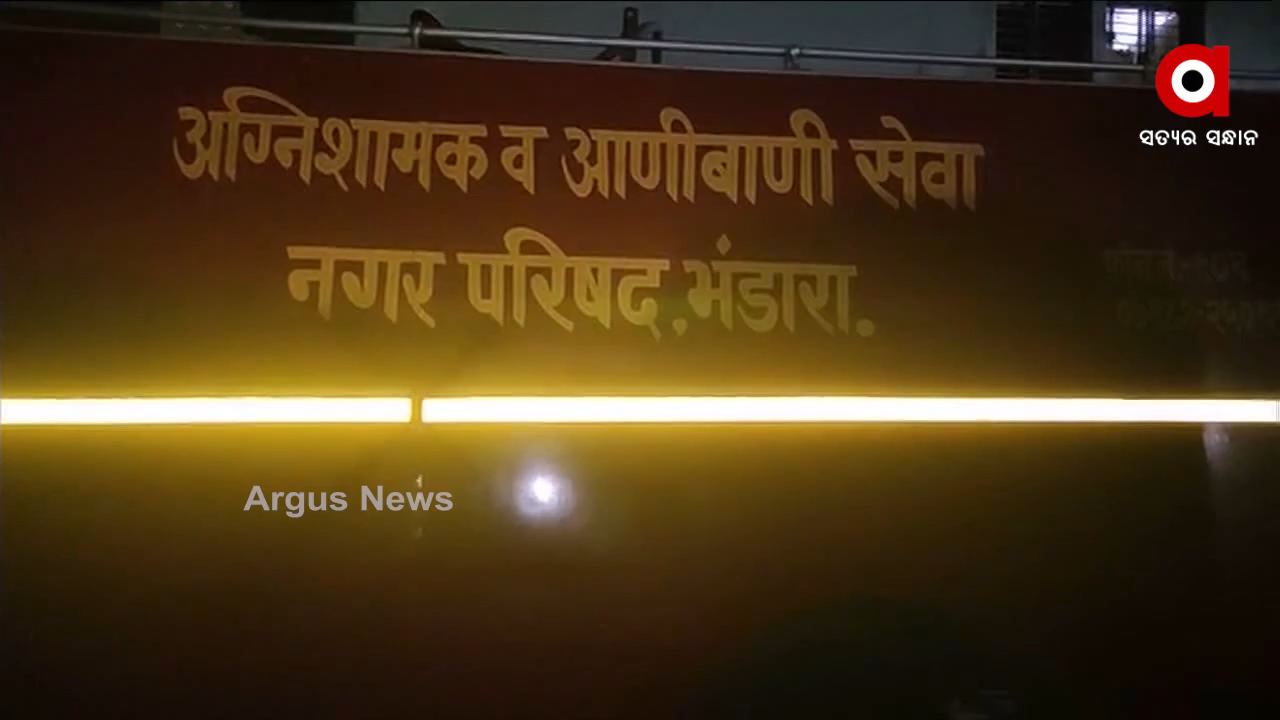 ସତ୍ୟର ସନ୍ଧାନ
अग्निशामक व आणीबाणी सेवा
नगर परिषद,भंडारा.
Argus News